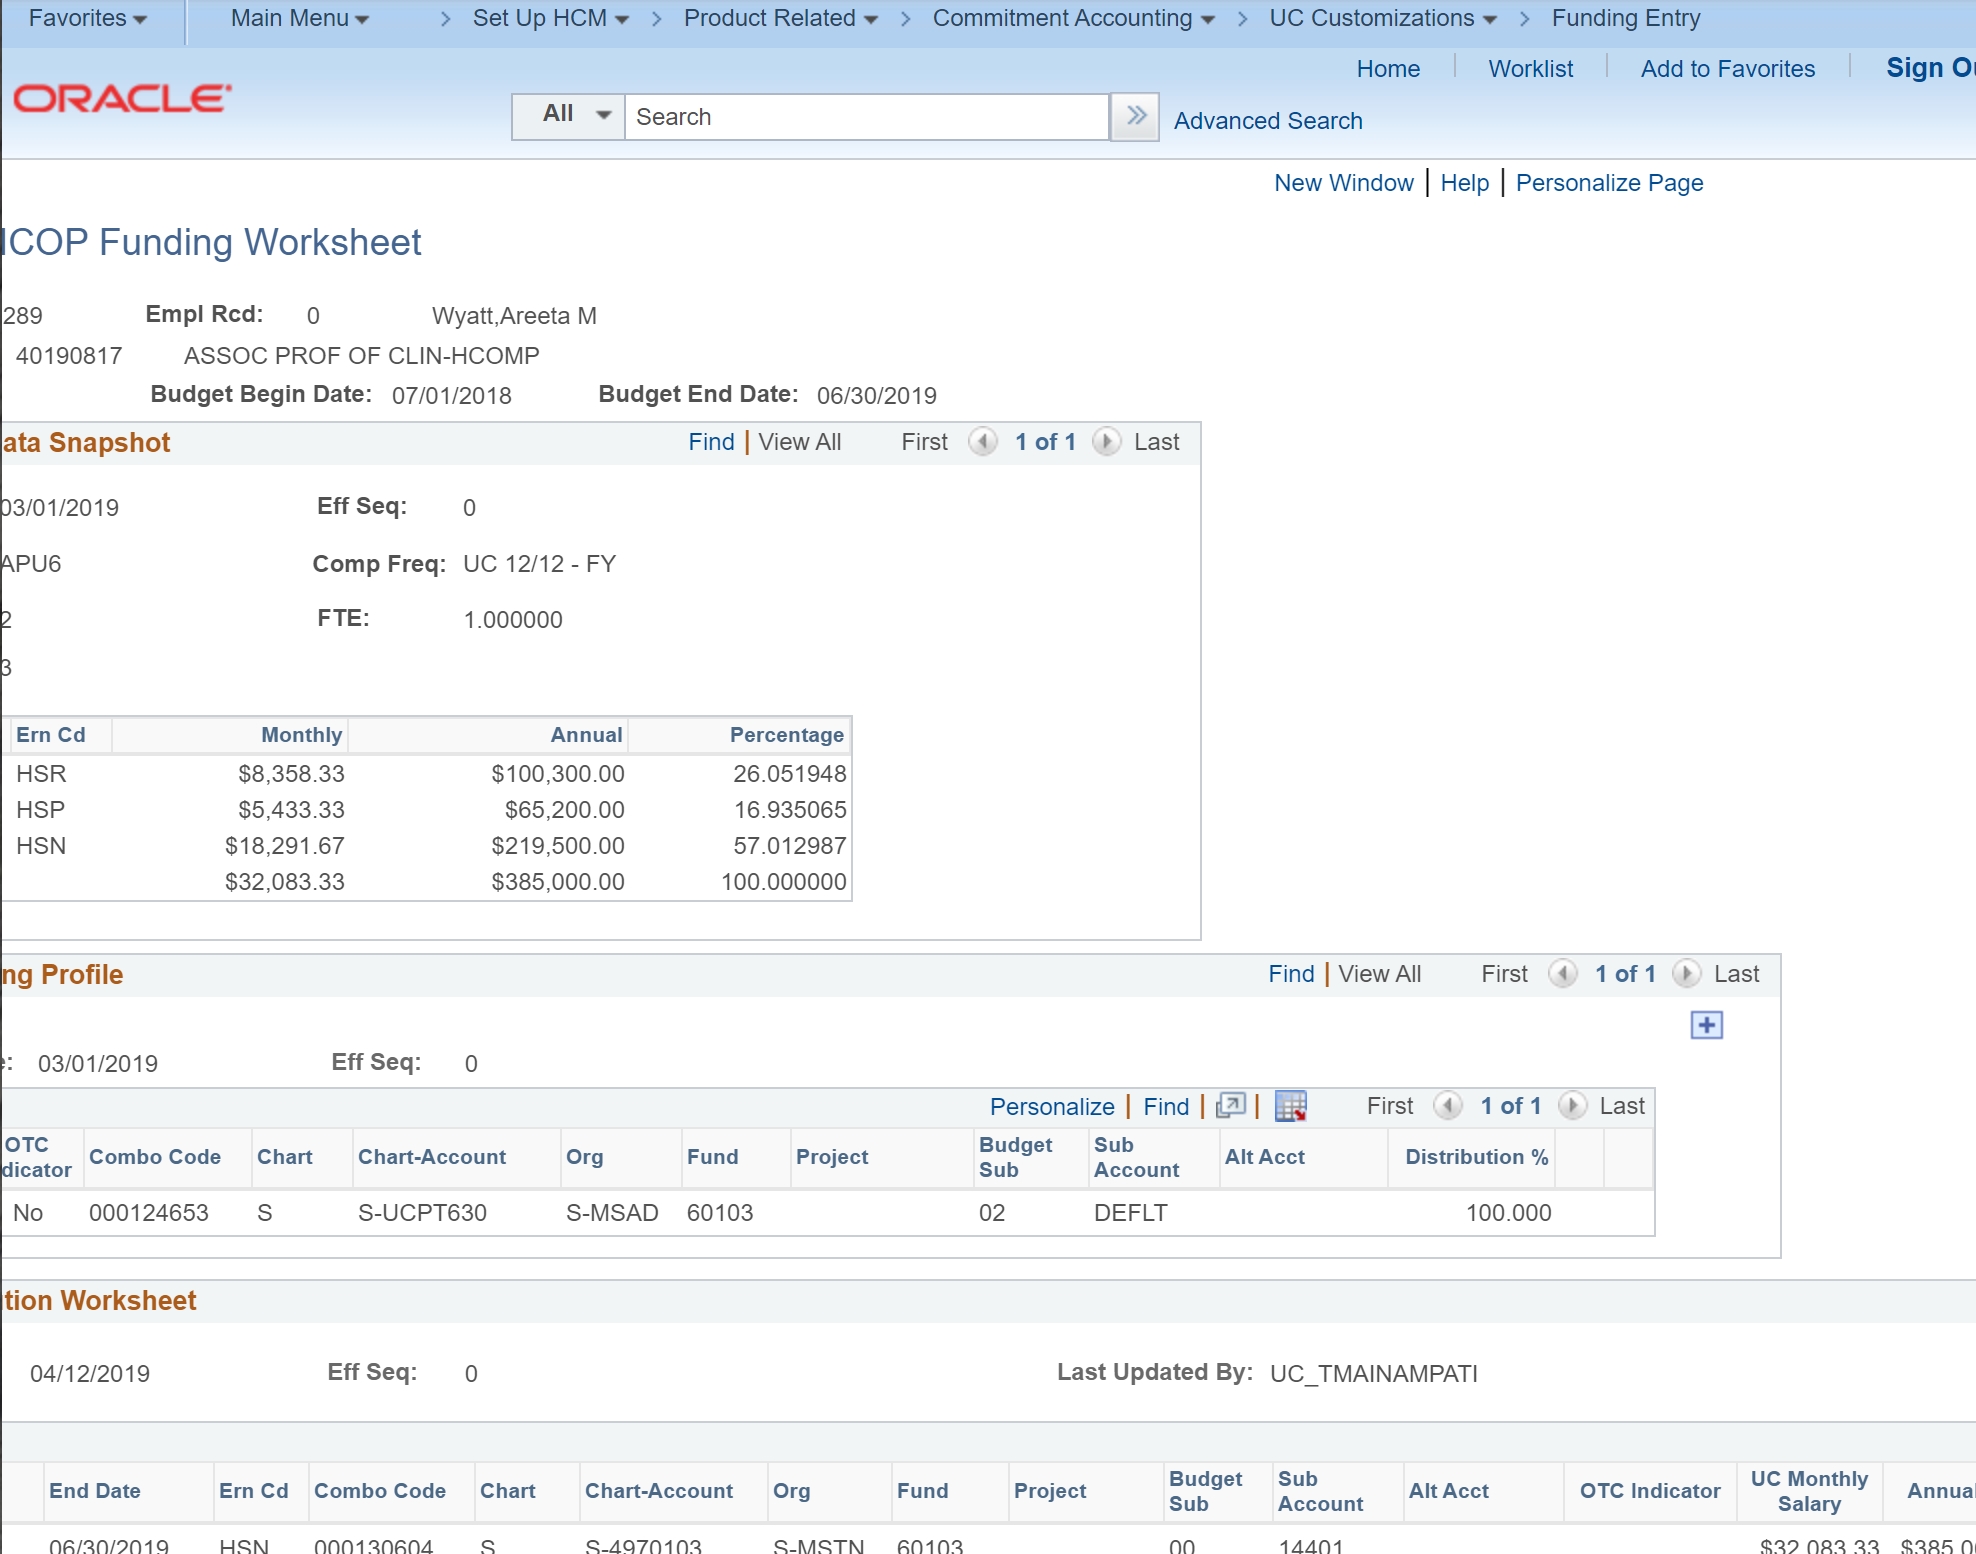 Favorites Main Menu > Set Up HCM > Product Related > Commitment Accounting > UC Customizations > Funding Entry
Home Worklist Add to Favorites Sign
ORACLE
All Search Advanced Search
New Window | Help | Personalize Page
COP Funding Worksheet
289 Empl Rcd: 0 Wyatt,Areeta M
40190817 ASSOC PROF OF CLIN-HCOMP
Budget Begin Date: 07/01/2018 Budget End Date: 06/30/2019
ata Snapshot Find | View All First 1 of 1 Last
03/01/2019 Eff Seq: 0
APU6 Comp Freq: UC 12/12 - FY
2 FTE: 1.000000
3
Ern Cd Monthly Annual Percentage
HSR $8,358.33 $100,300.00 26.051948
HSP $5,433.33 $65,200.00 16.935065
HSN $18,291.67 $219,500.00 57.012987
$32,083.33 $385,000.00 100.000000
ng Profile Find | View All First 1 of 1 Last
: 03/01/2019 Eff Seq: 0
Personalize | Find | | First 1 of 1 Last
OTC dicator Combo Code Chart Chart-Account Org Fund Project Budget Sub Sub Account Alt Acct Distribution %
No 000124653 S S-UCPT630 S-MSAD 60103 02 DEFLT 100.000
tion Worksheet
04/12/2019 Eff Seq: 0 Last Updated By: UC_TMAINAMPATI
End Date Ern Cd Combo Code Chart Chart-Account Org Fund Project Budget Sub Sub Account Alt Acct OTC Indicator UC Monthly Salary Annual
06/30/2019 HSN 000130604 S S-4970103 S-MSTN 60103 00 14401 $32,083.33 $385,0